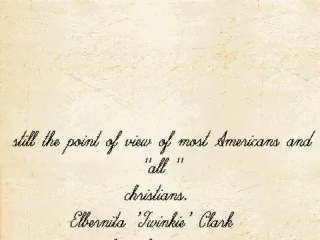 still the point of view of most Americans and
"all "
christians.
Elbernita 'Twinkie' Clark